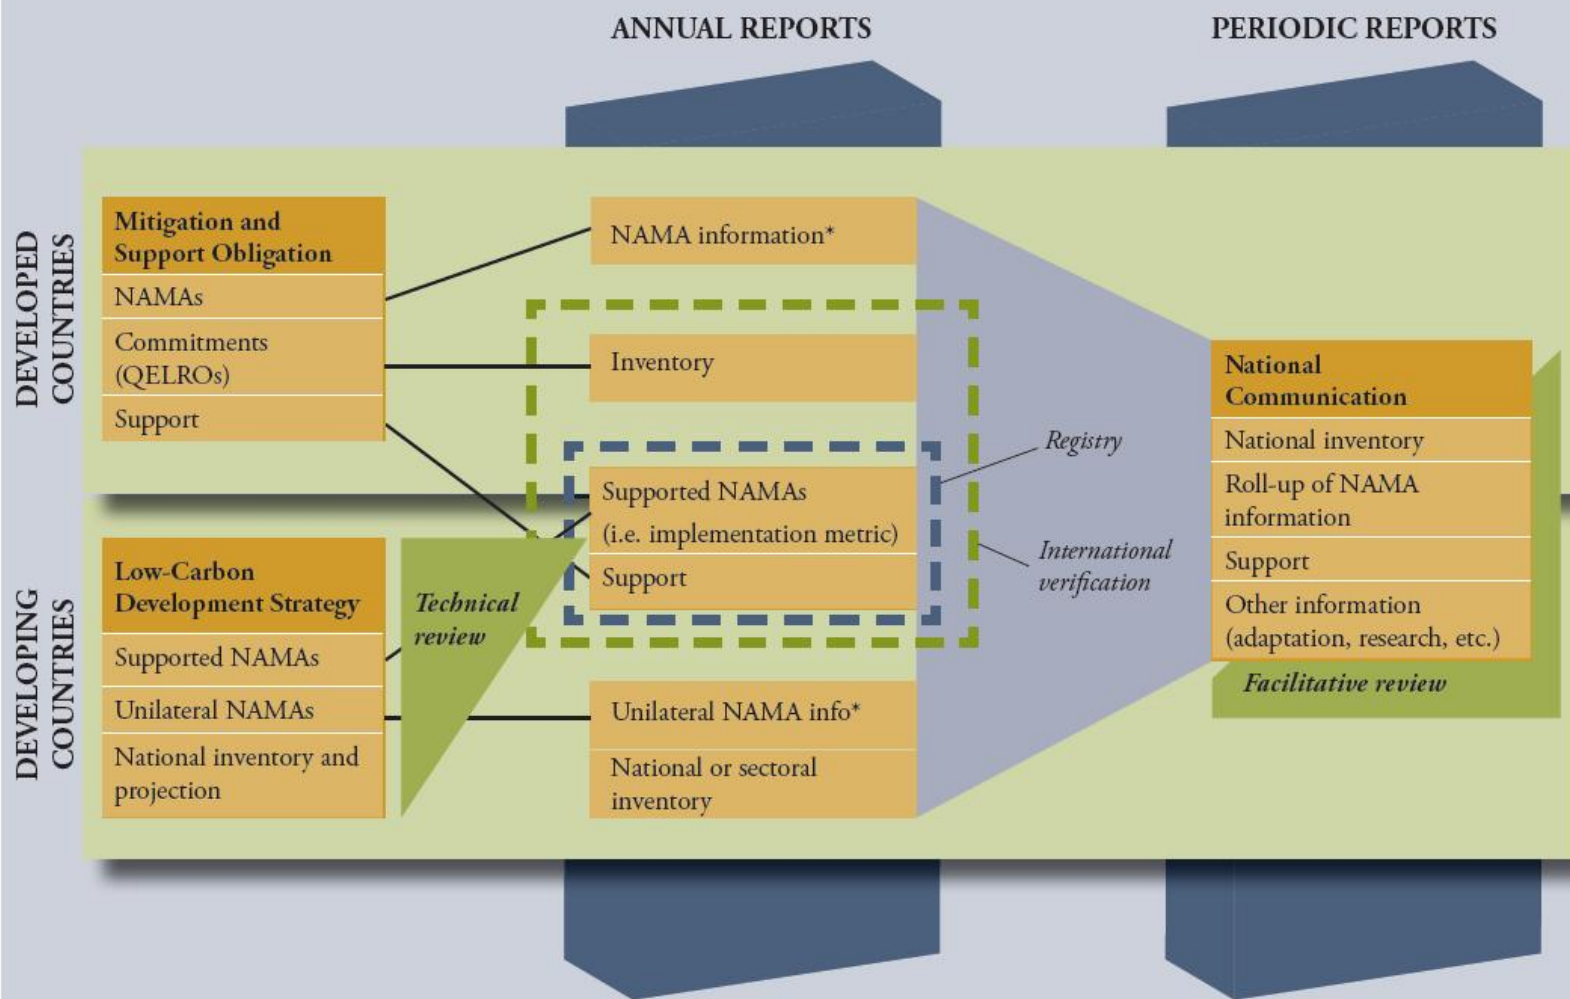 ANNUAL REPORTS
PERIODIC REPORTS
DEVELOPED
COUNTRIES
Mitigation and
Support Obligation
NAMAs
Commitments
(QELROs)
Support
NAMA information*
Inventory
Supported NAMAs
(i.e. implementation metric)
Support
Registry
International
verification
National
Communication
National inventory
Roll-up of NAMA
information
Support
Other information
(adaptation, research, etc.)
Facilitative review
DEVELOPING
COUNTRIES
Low-Carbon
Development Strategy
Supported NAMAs
Unilateral NAMAs
National inventory and
projection
Technical
review
Unilateral NAMA info*
National or sectoral
inventory